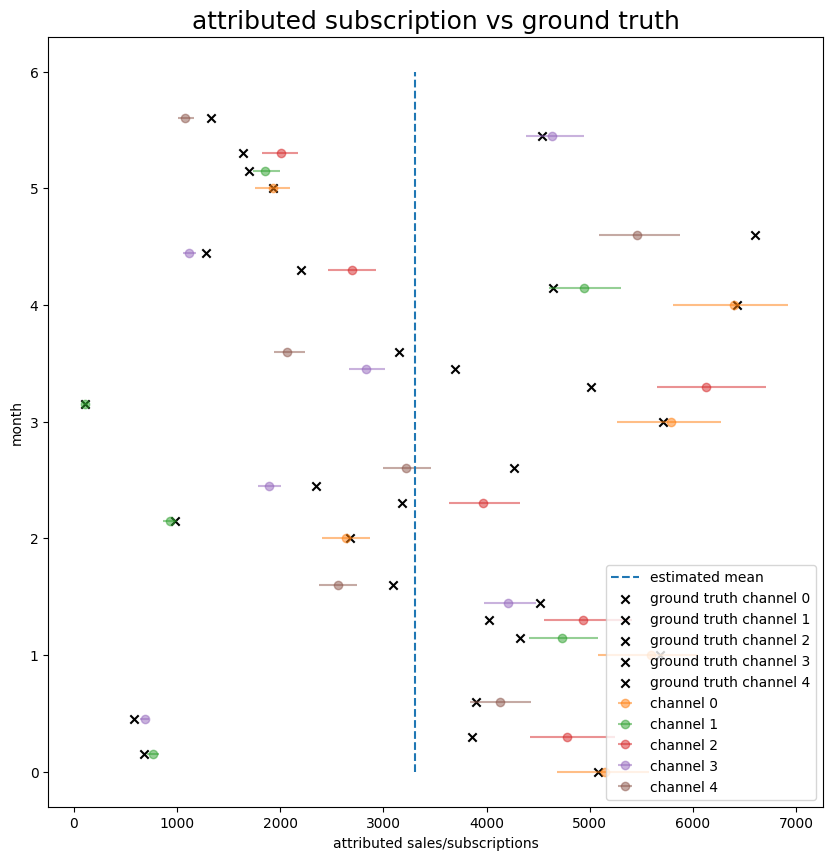 attributed subscription vs ground truth
6
5
4
3
2
1
0
month
estimated mean
ground truth channel 0
ground truth channel 1
ground truth channel 2
ground truth channel 3
ground truth channel 4
channel 0
channel 1
channel 2
channel 3
channel 4
0 1000 2000 3000 4000 5000 6000 7000
attributed sales/subscriptions